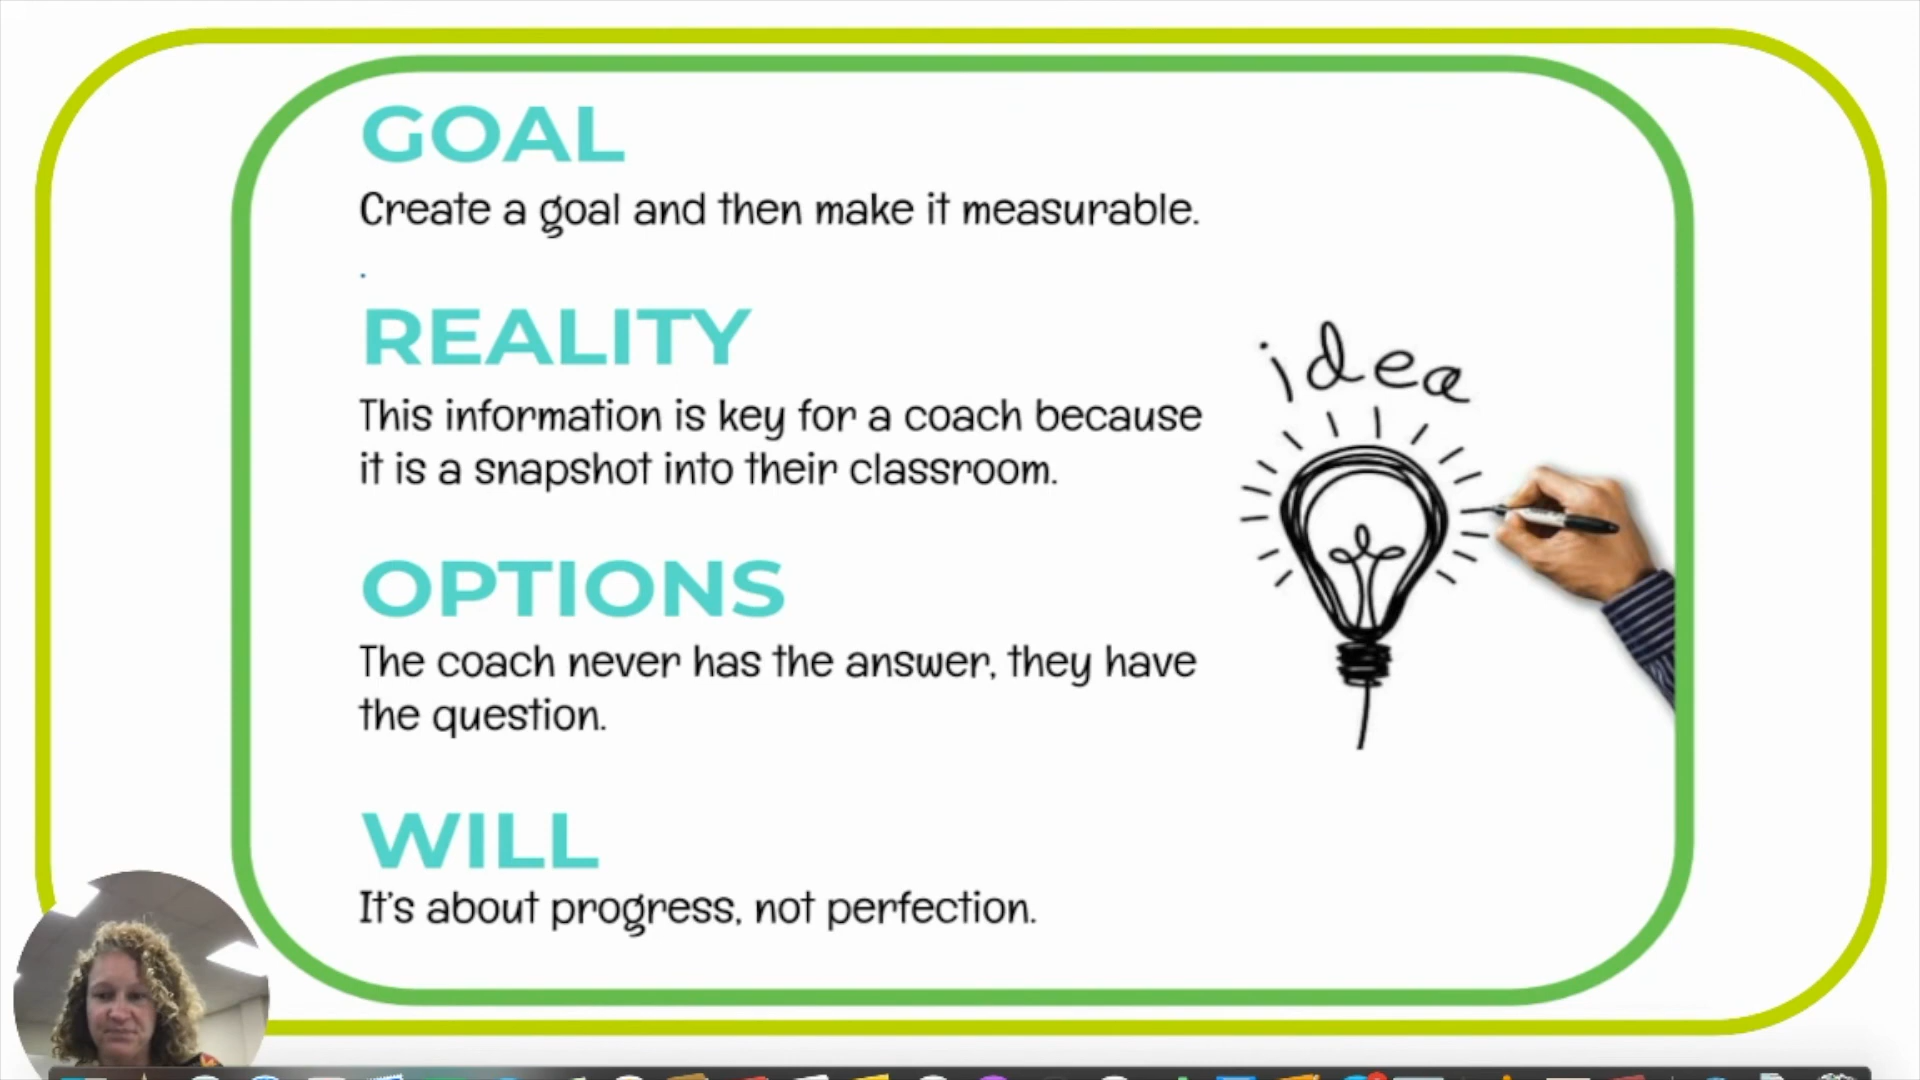 GOAL
Create a goal and then make it measurable.
.
REALITY
This information is key for a coach because
it is a snapshot into their classroom.
idea
OPTIONS
The coach never has the answer, they have
the question.
WILL
It's about progress, not perfection.